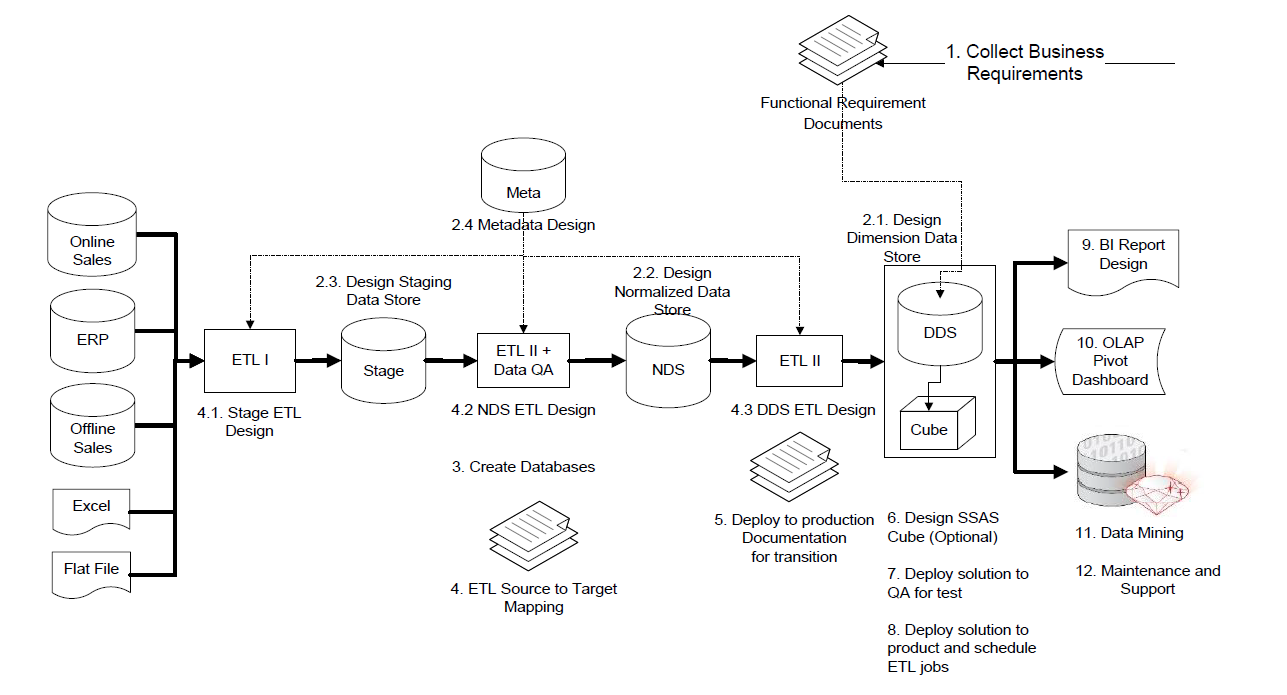 1. Collect Business
Requirements
Functional Requirement
Documents
Meta
2.4 Metadata Design
Online
Sales
ERP
Offline
Sales
Excel
Flat File
ETL I
4.1. Stage ETL
Design
2.3. Design Staging
Data Store
Stage
ETL II +
Data QA
4.2 NDS ETL Design
2.2. Design
Normalized Data
Store
NDS
ETL II
4.3 DDS ETL Design
2.1. Design
Dimension Data
Store
DDS
Cube
9. BI Report
Design
10. OLAP
Pivot
Dashboard
3. Create Databases
4. ETL Source to Target
Mapping
5. Deploy to production
Documentation
for transition
6. Design SSAS
Cube (Optional)
7. Deploy solution to
QA for test
8. Deploy solution to
product and schedule
ETL jobs
11. Data Mining
12. Maintenance and
Support